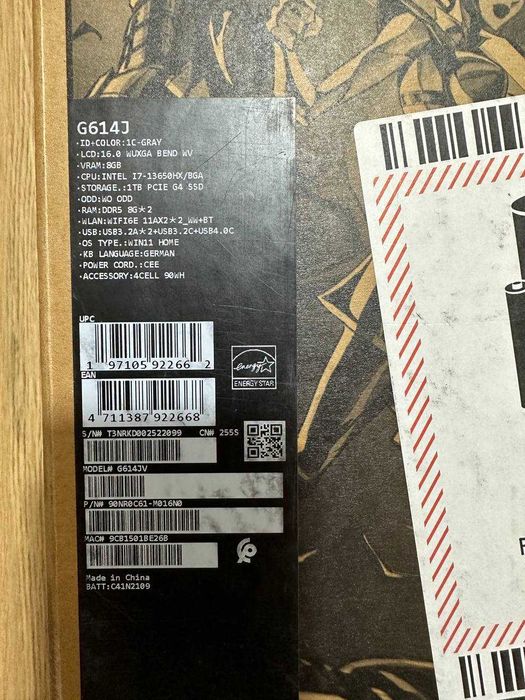 G614J
·ID+COLOR:1C-GRAY
·LCD:16.0 WUXGA BEND WV
·VRAM:8GB
·CPU:INTEL I7-13650HX/BGA
·STORAGE.:1TB PCIE G4 SSD
·ODD:WO ODD
·RAM:DDR5 8G*2
·WLAN:WIFI6E 11AX2*2_WW+BT
·USB:USB3.2A*2+USB3.2C+USB4.0C
·OS TYPE.:WIN11 HOME
·KB LANGUAGE:GERMAN
·POWER CORD.:CEE
·ACCESSORY:4CELL 90WH
UPC
1 97105 92266 2
energy
ENERGY STAR
EAN
4 711387 922668
S/N# T3NRKD002522099 CN# 255S
MODEL# G614JV
P/N# 90NR0C61-M016N0
MAC# 9CB1501BE26B
Made in China
BATT:C41N2109
F